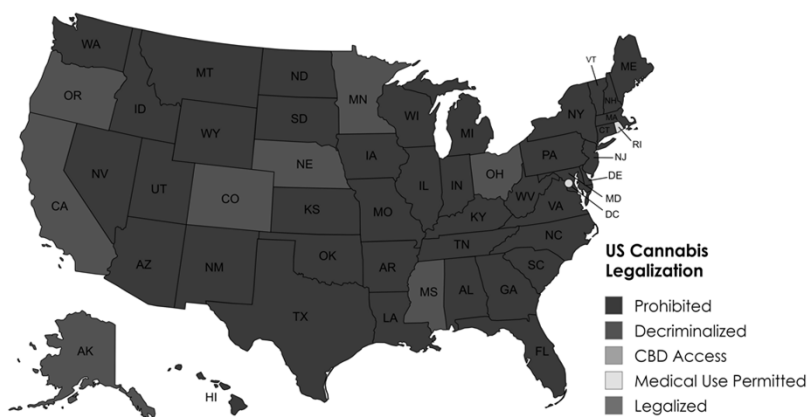 WA
MT
ND
MN
OR
ID
WY
SD
WI
MI
NY
VT
NH
ME
MA
CT
RI
NJ
PA
DE
MD
DC
NV
UT
CO
NE
IA
IL
IN
OH
WV
VA
CA
KS
MO
KY
NC
TN
AZ
NM
OK
AR
SC
MS
AL
GA
TX
LA
FL
AK
HI
US Cannabis
Legalization
Prohibited
Decriminalized
CBD Access
Medical Use Permitted
Legalized